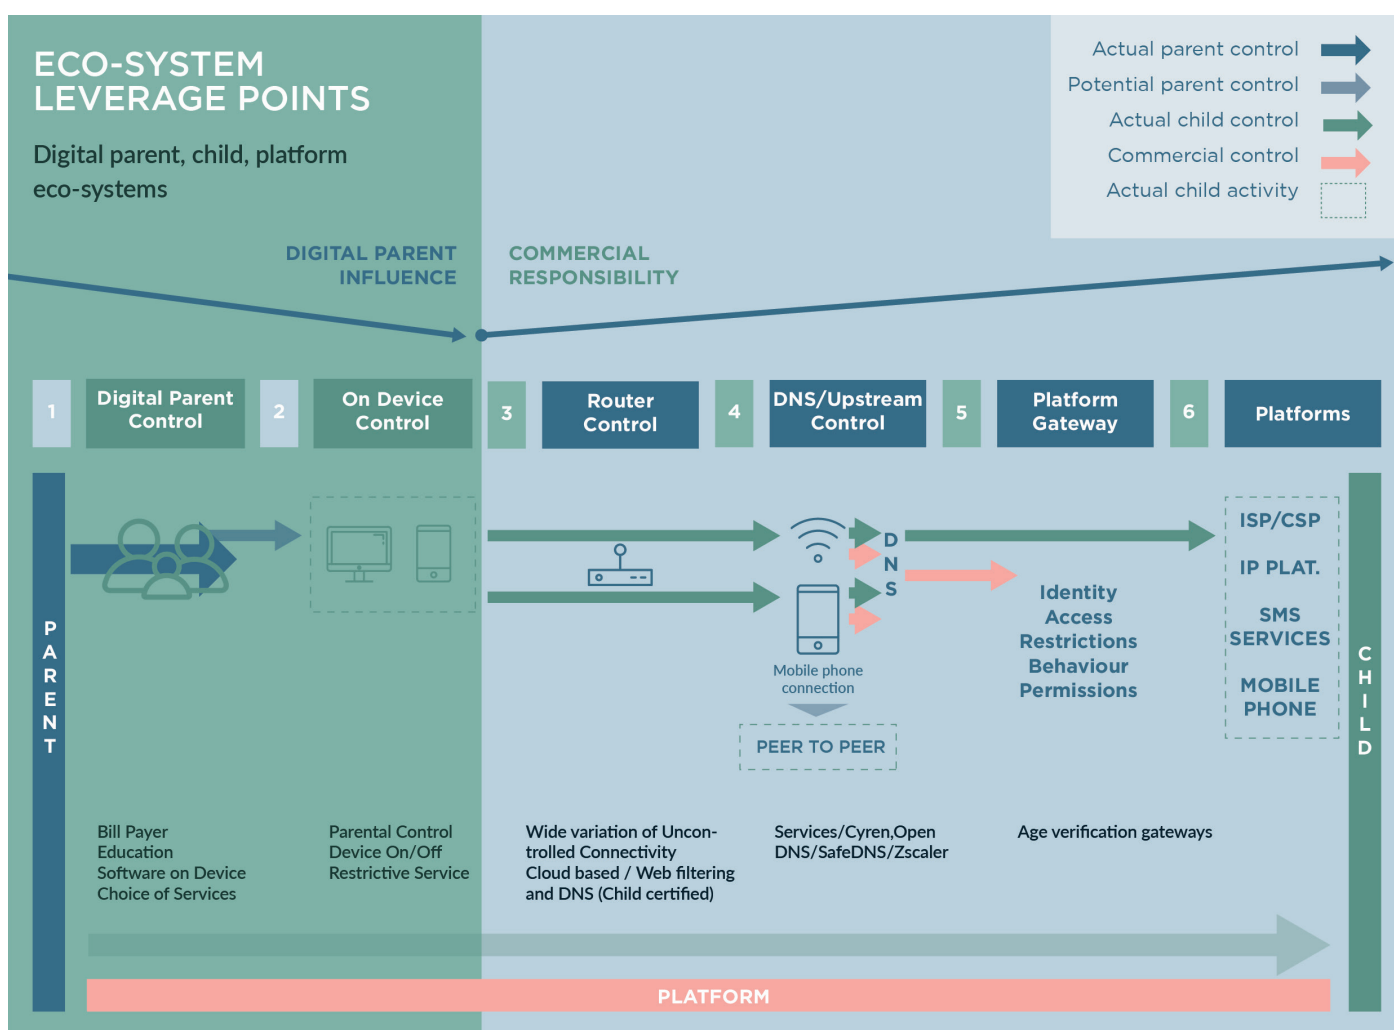 ECO-SYSTEM
LEVERAGE POINTS
Digital parent, child, platform
eco-systems
Actual parent control
Potential parent control
Actual child control
Commercial control
Actual child activity
DIGITAL PARENT
INFLUENCE
COMMERCIAL
RESPONSIBILITY
1
Digital Parent
Control
2
On Device
Control
3
Router
Control
4
DNS/Upstream
Control
5
Platform
Gateway
6
Platforms
PARENT
DNS
Mobile phone
connection
PEER TO PEER
Identity
Access
Restrictions
Behaviour
Permissions
ISP/CSP
IP PLAT.
SMS
SERVICES
MOBILE
PHONE
CHILD
Bill Payer
Education
Software on Device
Choice of Services
Parental Control
Device On/Off
Restrictive Service
Wide variation of Uncon-
trolled Connectivity
Cloud based / Web filtering
and DNS (Child certified)
Services/Cyren,Open
DNS/SafeDNS/Zscaler
Age verification gateways
PLATFORM